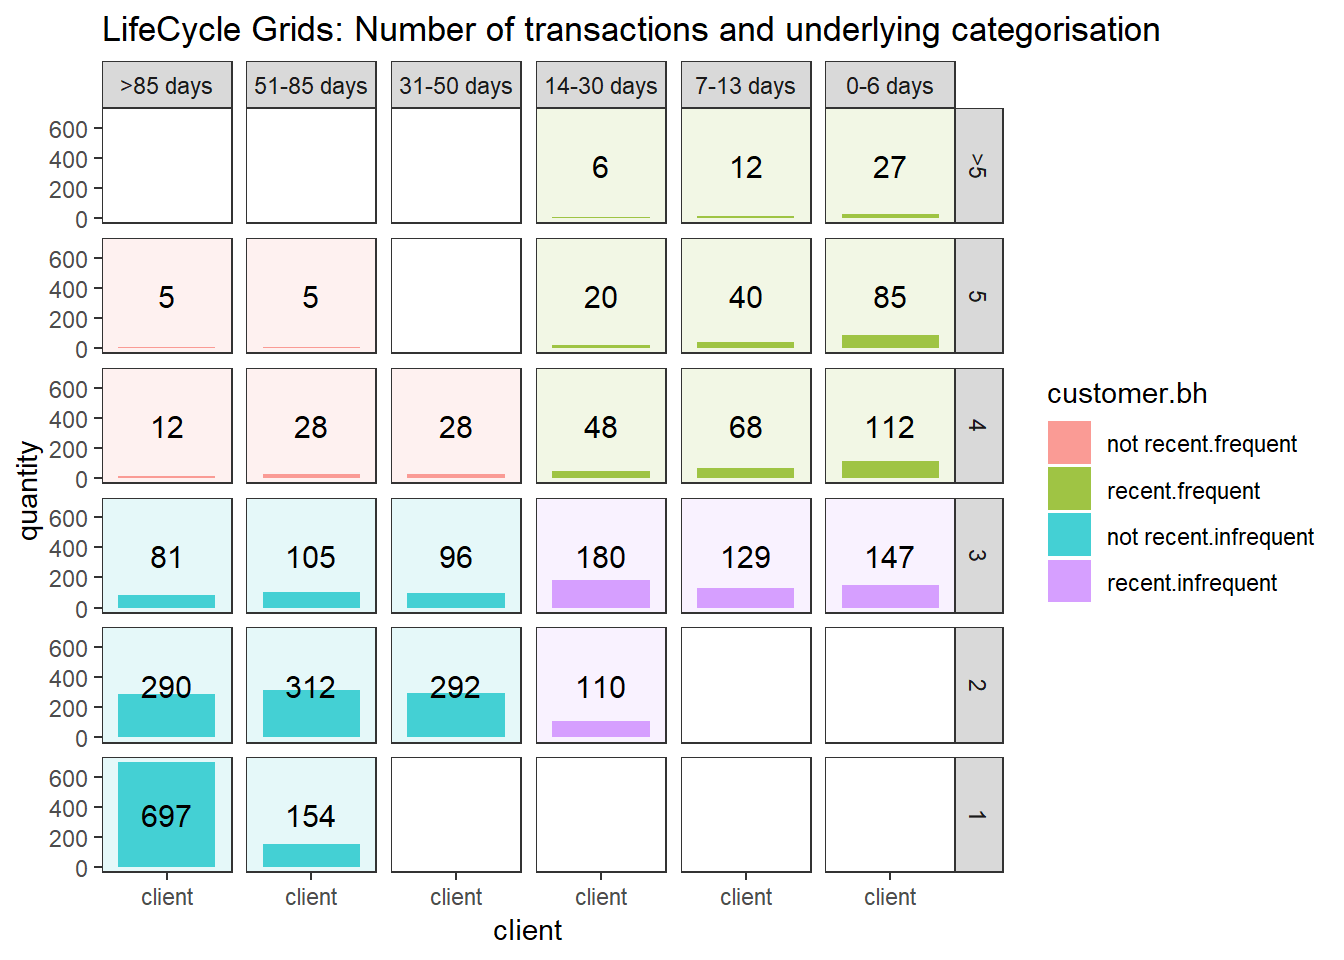 LifeCycle Grids: Number of transactions and underlying categorisation
>85 days 51-85 days 31-50 days 14-30 days 7-13 days 0-6 days
600
400
200
0
6 12 27
>5
600
400
200
0
5 5 20 40 85
5
600
400
200
0
12 28 28 48 68 112
4
quantity
600
400
200
0
81 105 96 180 129 147
3
600
400
200
0
290 312 292 110
2
600
400
200
0
697 154
1
client client client client client client
client
customer.bh
not recent.frequent
recent.frequent
not recent.infrequent
recent.infrequent